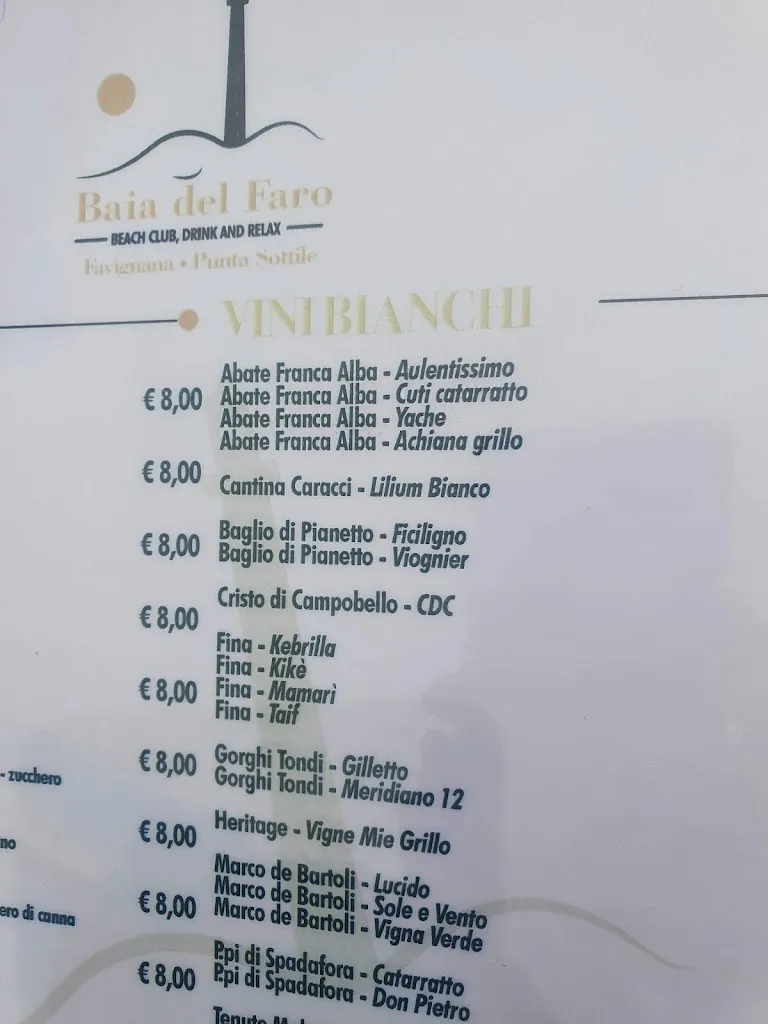 Baia del Faro
BEACH CLUB, DRINK AND RELAX
Favignana • Punta Sottile
VINI BIANCHI
Abate Franca Alba - Aulentissimo
€ 8,00 Abate Franca Alba - Cuti catarratto
Abate Franca Alba - Yache
Abate Franca Alba - Achiana grillo
€ 8,00
Cantina Caracci - Lilium Bianco
€ 8,00 Baglio di Pianetto - Ficiligno
Baglio di Pianetto - Viognier
€ 8,00 Cristo di Campobello - CDC
Fina - Kebrilla
Fina - Kikè
€ 8,00 Fina - Mamarì
Fina - Taif
€ 8,00 Gorghi Tondi - Gilletto
Gorghi Tondi - Meridiano 12
€ 8,00 Heritage - Vigne Mie Grillo
Marco de Bartoli - Lucido
€ 8,00 Marco de Bartoli - Sole e Vento
Marco de Bartoli - Vigna Verde
€ 8,00 P.pi di Spadafora - Catarratto
P.pi di Spadafora - Don Pietro
- zucchero
no
ero di canna